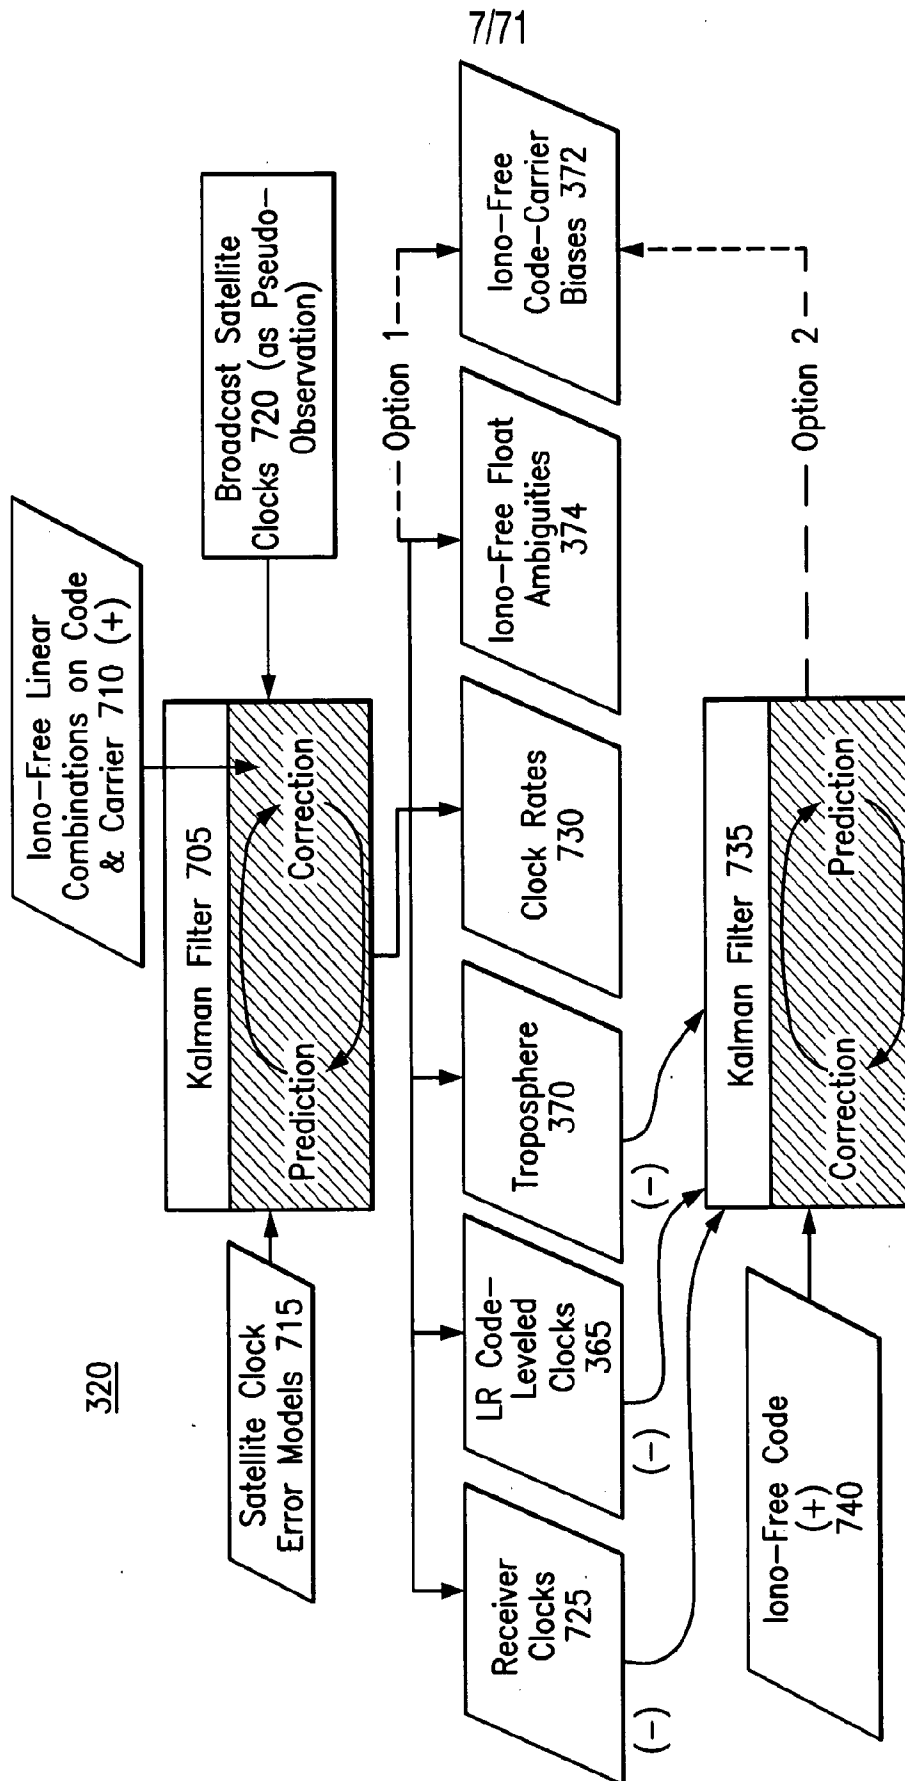 7/71
320
Iono-Free Linear
Combinations on Code
& Carrier 710 (+)
Satellite Clock
Error Models 715
Kalman Filter 705
Prediction
Correction
Broadcast Satellite
Clocks 720 (as Pseudo-
Observation)
Option 1
Receiver
Clocks
725
LR Code-
Leveled
Clocks
365
Troposphere
370
Clock Rates
730
Iono-Free Float
Ambiguities
374
Iono-Free
Code-Carrier
Biases 372
(-)
(-)
(-)
Iono-Free Code
(+)
740
Kalman Filter 735
Correction
Prediction
Option 2